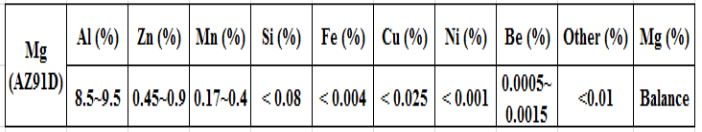 Mg (AZ91D)
Al (%) Zn (%) Mn (%) Si (%) Fe (%) Cu (%) Ni (%) Be (%) Other (%) Mg (%)
8.5~9.5 0.45~0.9 0.17~0.4 < 0.08 < 0.004 < 0.025 < 0.001 0.0005~0.0015 <0.01 Balance